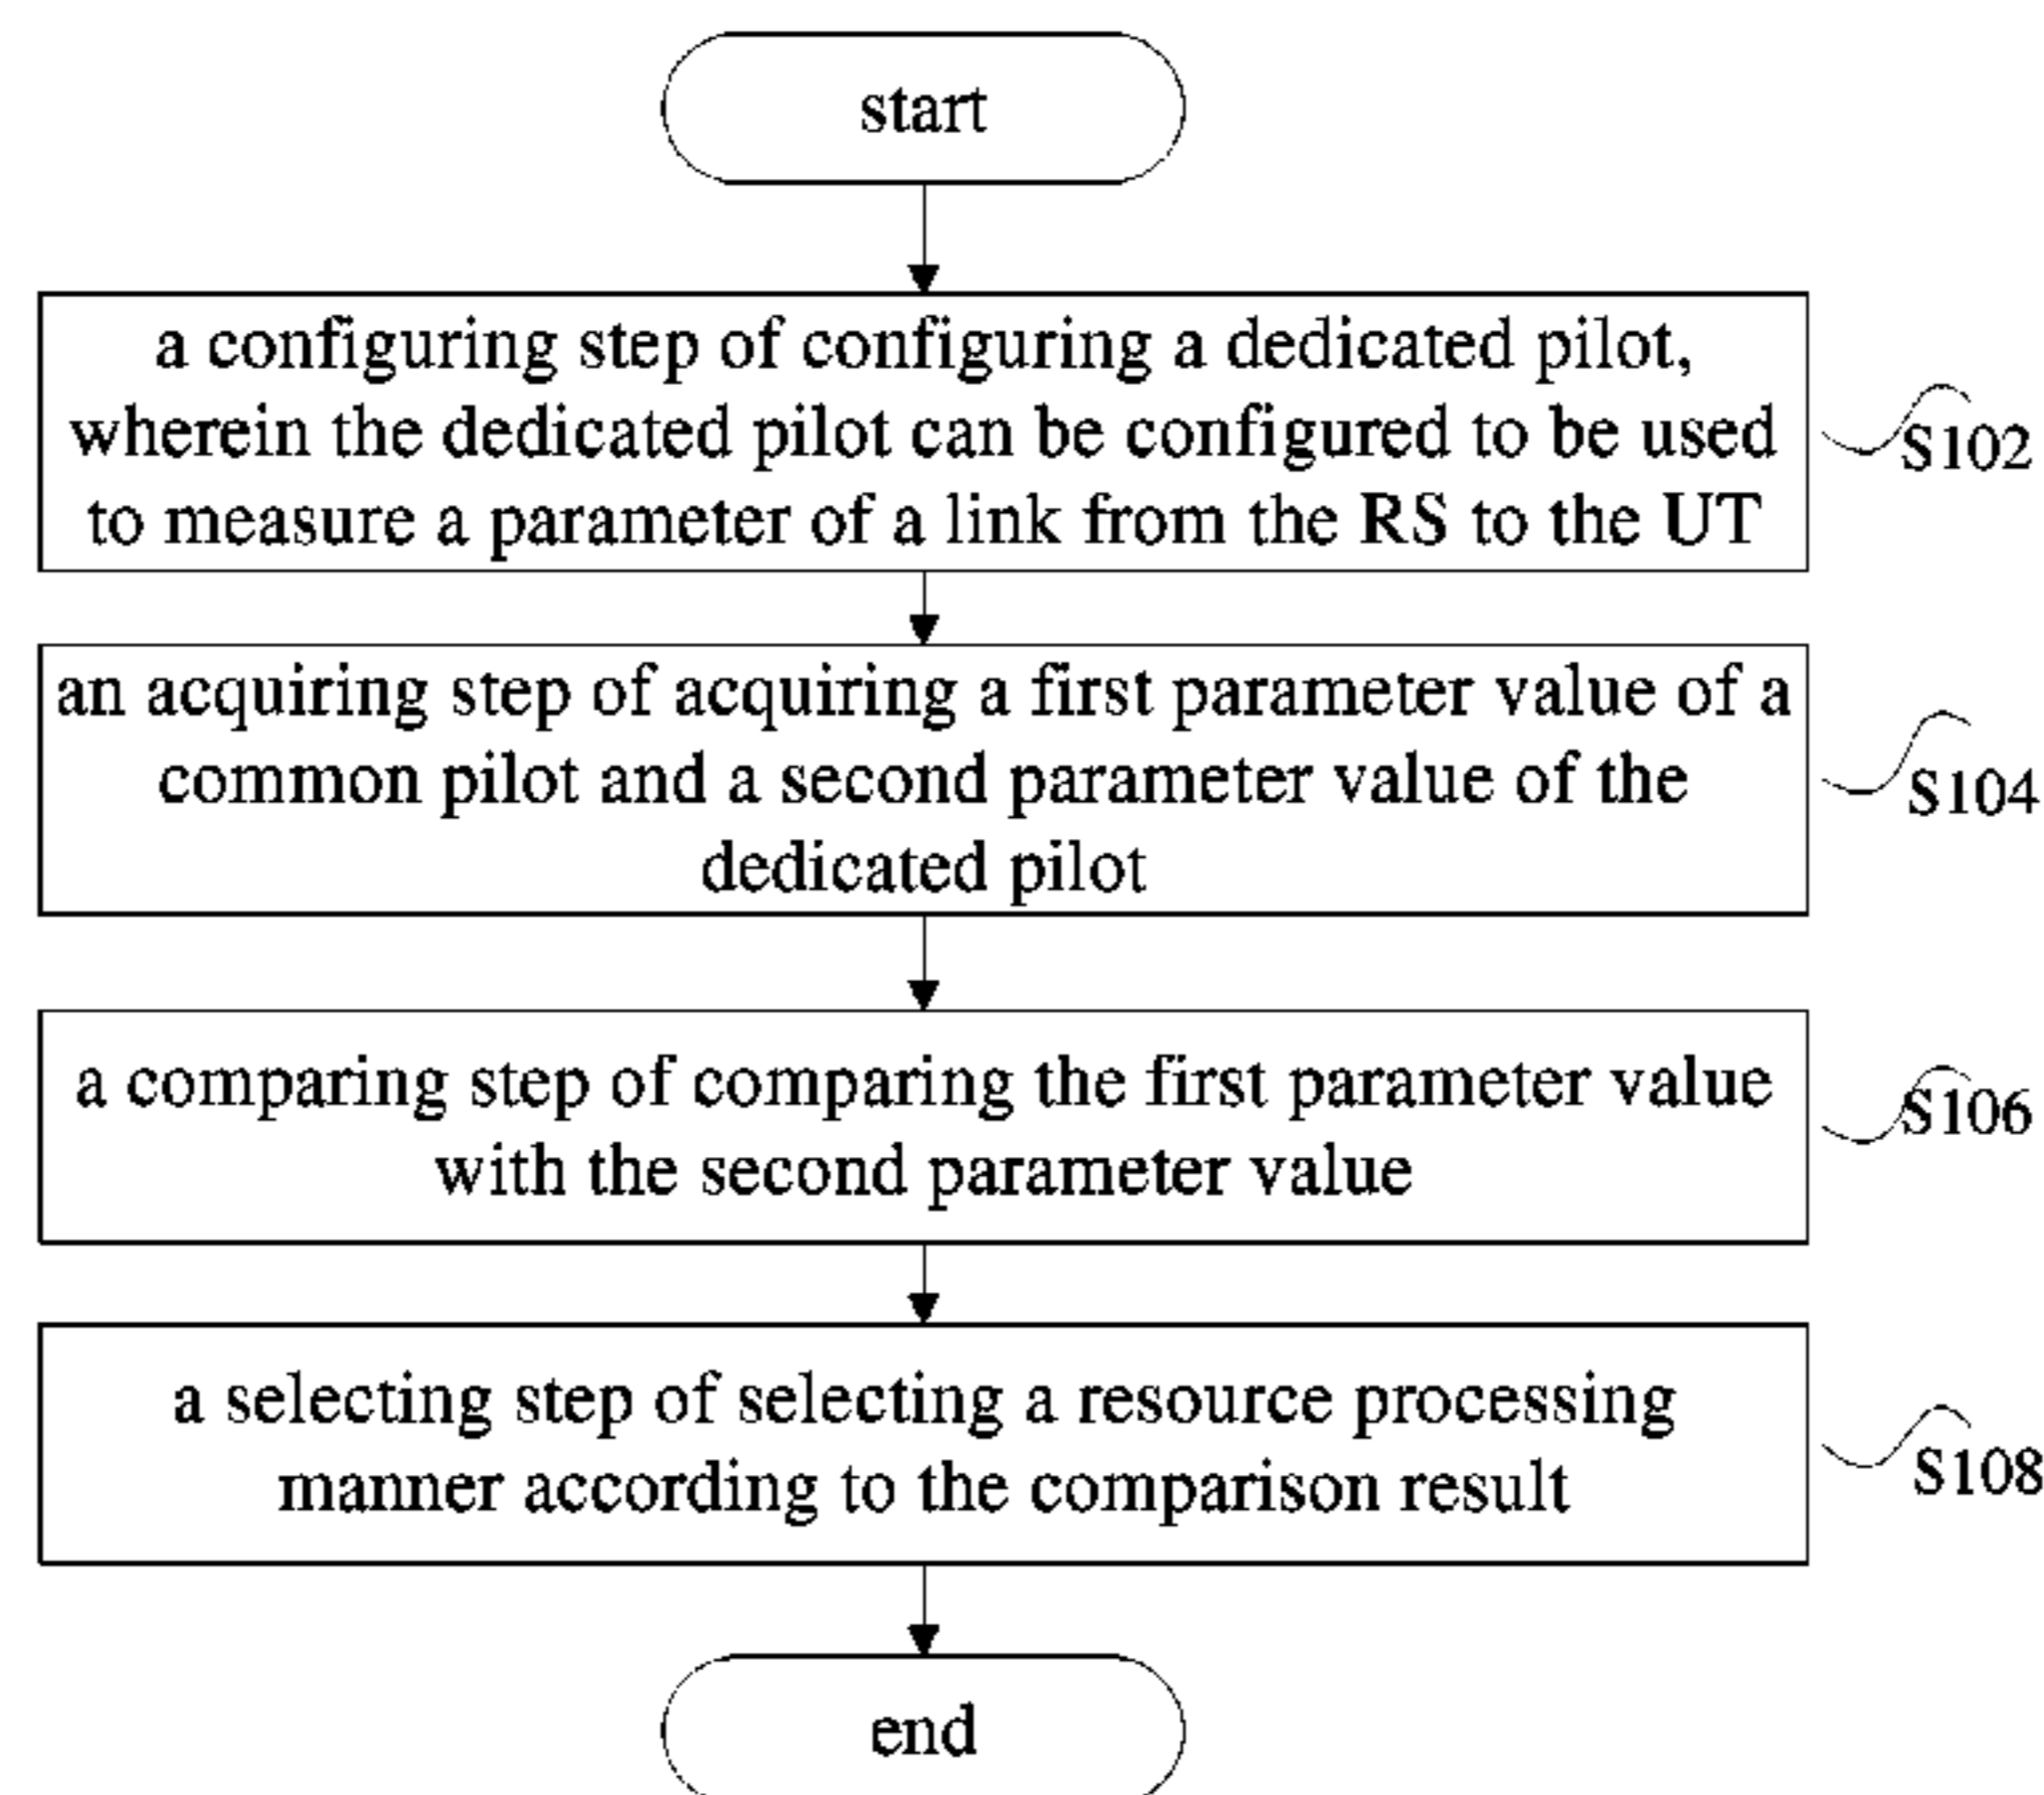 start
a configuring step of configuring a dedicated pilot,
wherein the dedicated pilot can be configured to be used
to measure a parameter of a link from the RS to the UT
S102
an acquiring step of acquiring a first parameter value of a
common pilot and a second parameter value of the
dedicated pilot
S104
a comparing step of comparing the first parameter value
with the second parameter value
S106
a selecting step of selecting a resource processing
manner according to the comparison result
S108
end